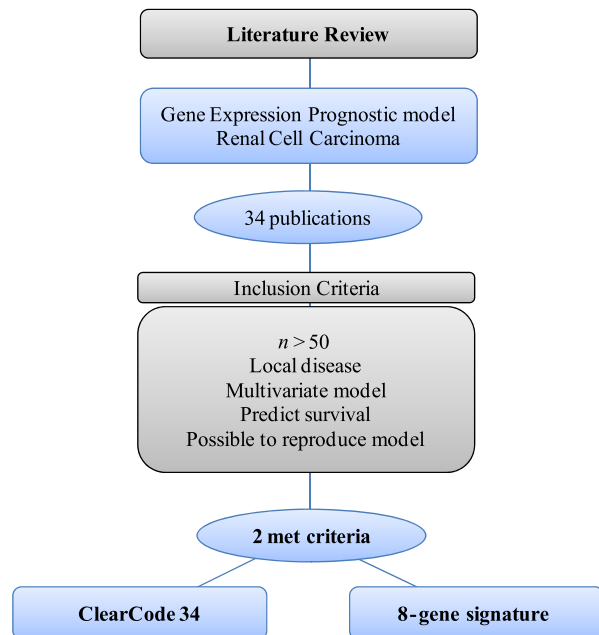 Literature Review
Gene Expression Prognostic model
Renal Cell Carcinoma
34 publications
Inclusion Criteria
n > 50
Local disease
Multivariate model
Predict survival
Possible to reproduce model
2 met criteria
ClearCode 34
8-gene signature